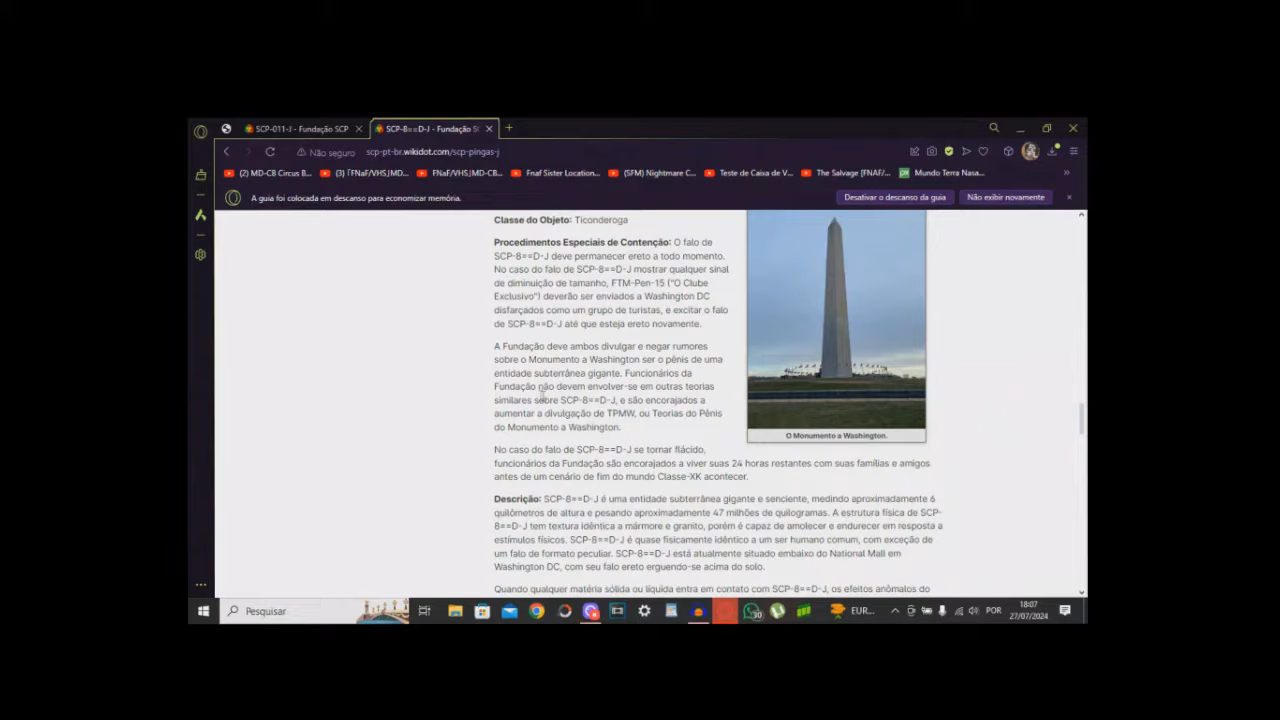 SCP-011-J - Fundação SCP
SCP-8==D-J - Fundação S
Não seguro
scp-pt-br.wikidot.com/scp-pingas-j
(2) MD-CB Circus B...
(3) [FNaF/VHS]MD...
FNaF/VHS]MD-CB...
Fnaf Sister Location...
(SFM) Nightmare C...
Teste de Caixa de V...
The Salvage [FNAF/...
Mundo Terra Nasa...
A guia foi colocada em descanso para economizar memória.
Desativar o descanso da guia
Não exibir novamente
Classe do Objeto: Ticonderoga
Procedimentos Especiais de Contenção: O falo de
SCP-8==D-J deve permanecer ereto a todo momento.
No caso do falo de SCP-8==D-J mostrar qualquer sinal
de diminuição de tamanho, FTM-Pen-15 ("O Clube
Exclusivo") deverão ser enviados a Washington DC
disfarçados como um grupo de turistas, e excitar o falo
de SCP-8==D-J até que esteja ereto novamente.
A Fundação deve ambos divulgar e negar rumores
sobre o Monumento a Washington ser o pênis de uma
entidade subterrânea gigante. Funcionários da
Fundação não devem envolver-se em outras teorias
similares sobre SCP-8==D-J, e são encorajados a
aumentar a divulgação de TPMW, ou Teorias do Pênis
do Monumento a Washington.
O Monumento a Washington.
No caso do falo de SCP-8==D-J se tornar flácido,
funcionários da Fundação são encorajados a viver suas 24 horas restantes com suas famílias e amigos
antes de um cenário de fim do mundo Classe-XK acontecer.
Descrição: SCP-8==D-J é uma entidade subterrânea gigante e senciente, medindo aproximadamente 6
quilômetros de altura e pesando aproximadamente 47 milhões de quilogramas. A estrutura física de SCP-
8==D-J tem textura idêntica a mármore e granito, porém é capaz de amolecer e endurecer em resposta a
estímulos físicos. SCP-8==D-J é quase fisicamente idêntico a um ser humano comum, com exceção de
um falo de formato peculiar. SCP-8==D-J está atualmente situado embaixo do National Mall em
Washington DC, com seu falo ereto erguendo-se acima do solo.
Quando qualquer matéria sólida ou líquida entra em contato com SCP-8==D-J, os efeitos anômalos do
Pesquisar
30
EUR...
POR
18:07
27/07/2024